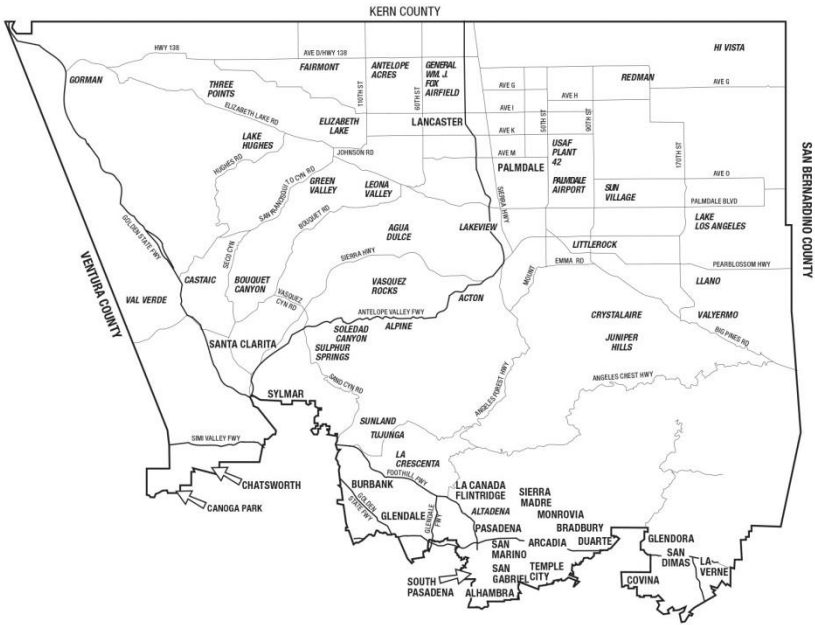 KERN COUNTY
HWY 138
AVE D/HWY 138
HI VISTA
GORMAN
THREE
POINTS
FAIRMONT
110TH ST
ANTELOPE
ACRES
60TH ST
GENERAL
WM. J.
FOX
AIRFIELD
REDMAN
AVE G
AVE G
AVE H
AVE I
ELIZABETH LAKE RD
ELIZABETH
LAKE
LANCASTER
AVE K
50TH ST
90TH ST
170TH ST
LAKE
HUGHES
HUGHES RD
JOHNSON RD
AVE M
USAF
PLANT
42
PALMDALE
PALMDALE
AIRPORT
SUN
VILLAGE
AVE O
PALMDALE BLVD
SAN BERNARDINO COUNTY
GREEN
VALLEY
LEONA
VALLEY
SAN FRANCISQUITO CYN RD
BOUQUET RD
SIERRA HWY
LAKE
LOS ANGELES
GOLDEN STATE FWY
AGUA
DULCE
LAKEVIEW
LITTLEROCK
SECO CYN
SIERRA HWY
EMMA RD
PEARBLOSSOM HWY
MOUNT
VENTURA COUNTY
VAL VERDE
CASTAIC
BOUQUET
CANYON
VASQUEZ
CYN RD
VASQUEZ
ROCKS
ACTON
LLANO
ANTELOPE VALLEY FWY
CRYSTALAIRE
VALYERMO
SANTA CLARITA
SOLEDAD
CANYON
ALPINE
SULPHUR
SPRINGS
JUNIPER
HILLS
BIG PINES RD
SAND CYN RD
ANGELES FOREST HWY
ANGELES CHEST HWY
SYLMAR
SUNLAND
TUJUNGA
SIMI VALLEY FWY
LA
CRESCENTA
FOOTHILL FWY
CHATSWORTH
CANOGA PARK
BURBANK
GOLDEN
STATE FWY
GLENDALE
GLENDALE
FWY
LA CANADA
FLINTRIDGE
ALTADENA
PASADENA
SIERRA
MADRE
MONROVIA
BRADBURY
DUARTE
ARCADIA
SAN
MARINO
SAN
GABRIEL
TEMPLE
CITY
SOUTH
PASADENA
ALHAMBRA
GLENDORA
SAN
DIMAS
LA
VERNE
COVINA